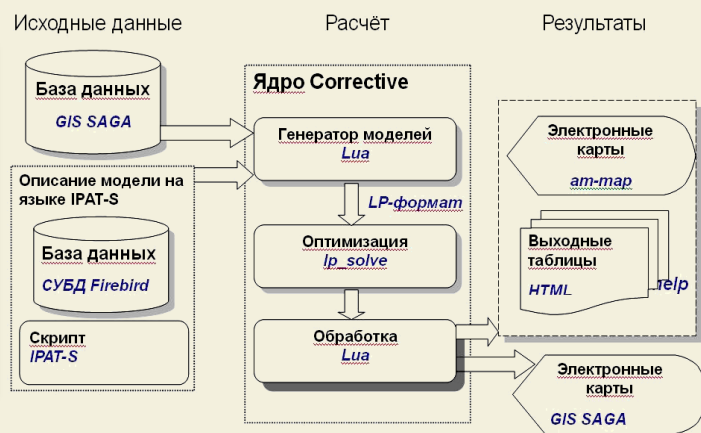 Исходные данные
Расчёт
Результаты
База данных
GIS SAGA
Описание модели на
языке IPAT-S
База данных
СУБД Firebird
Скрипт
IPAT-S
Ядро Corrective
Генератор моделей
Lua
LP-формат
Оптимизация
lp_solve
Обработка
Lua
Электронные
карты
am-map
Выходные
таблицы
HTML
help
Электронные
карты
GIS SAGA